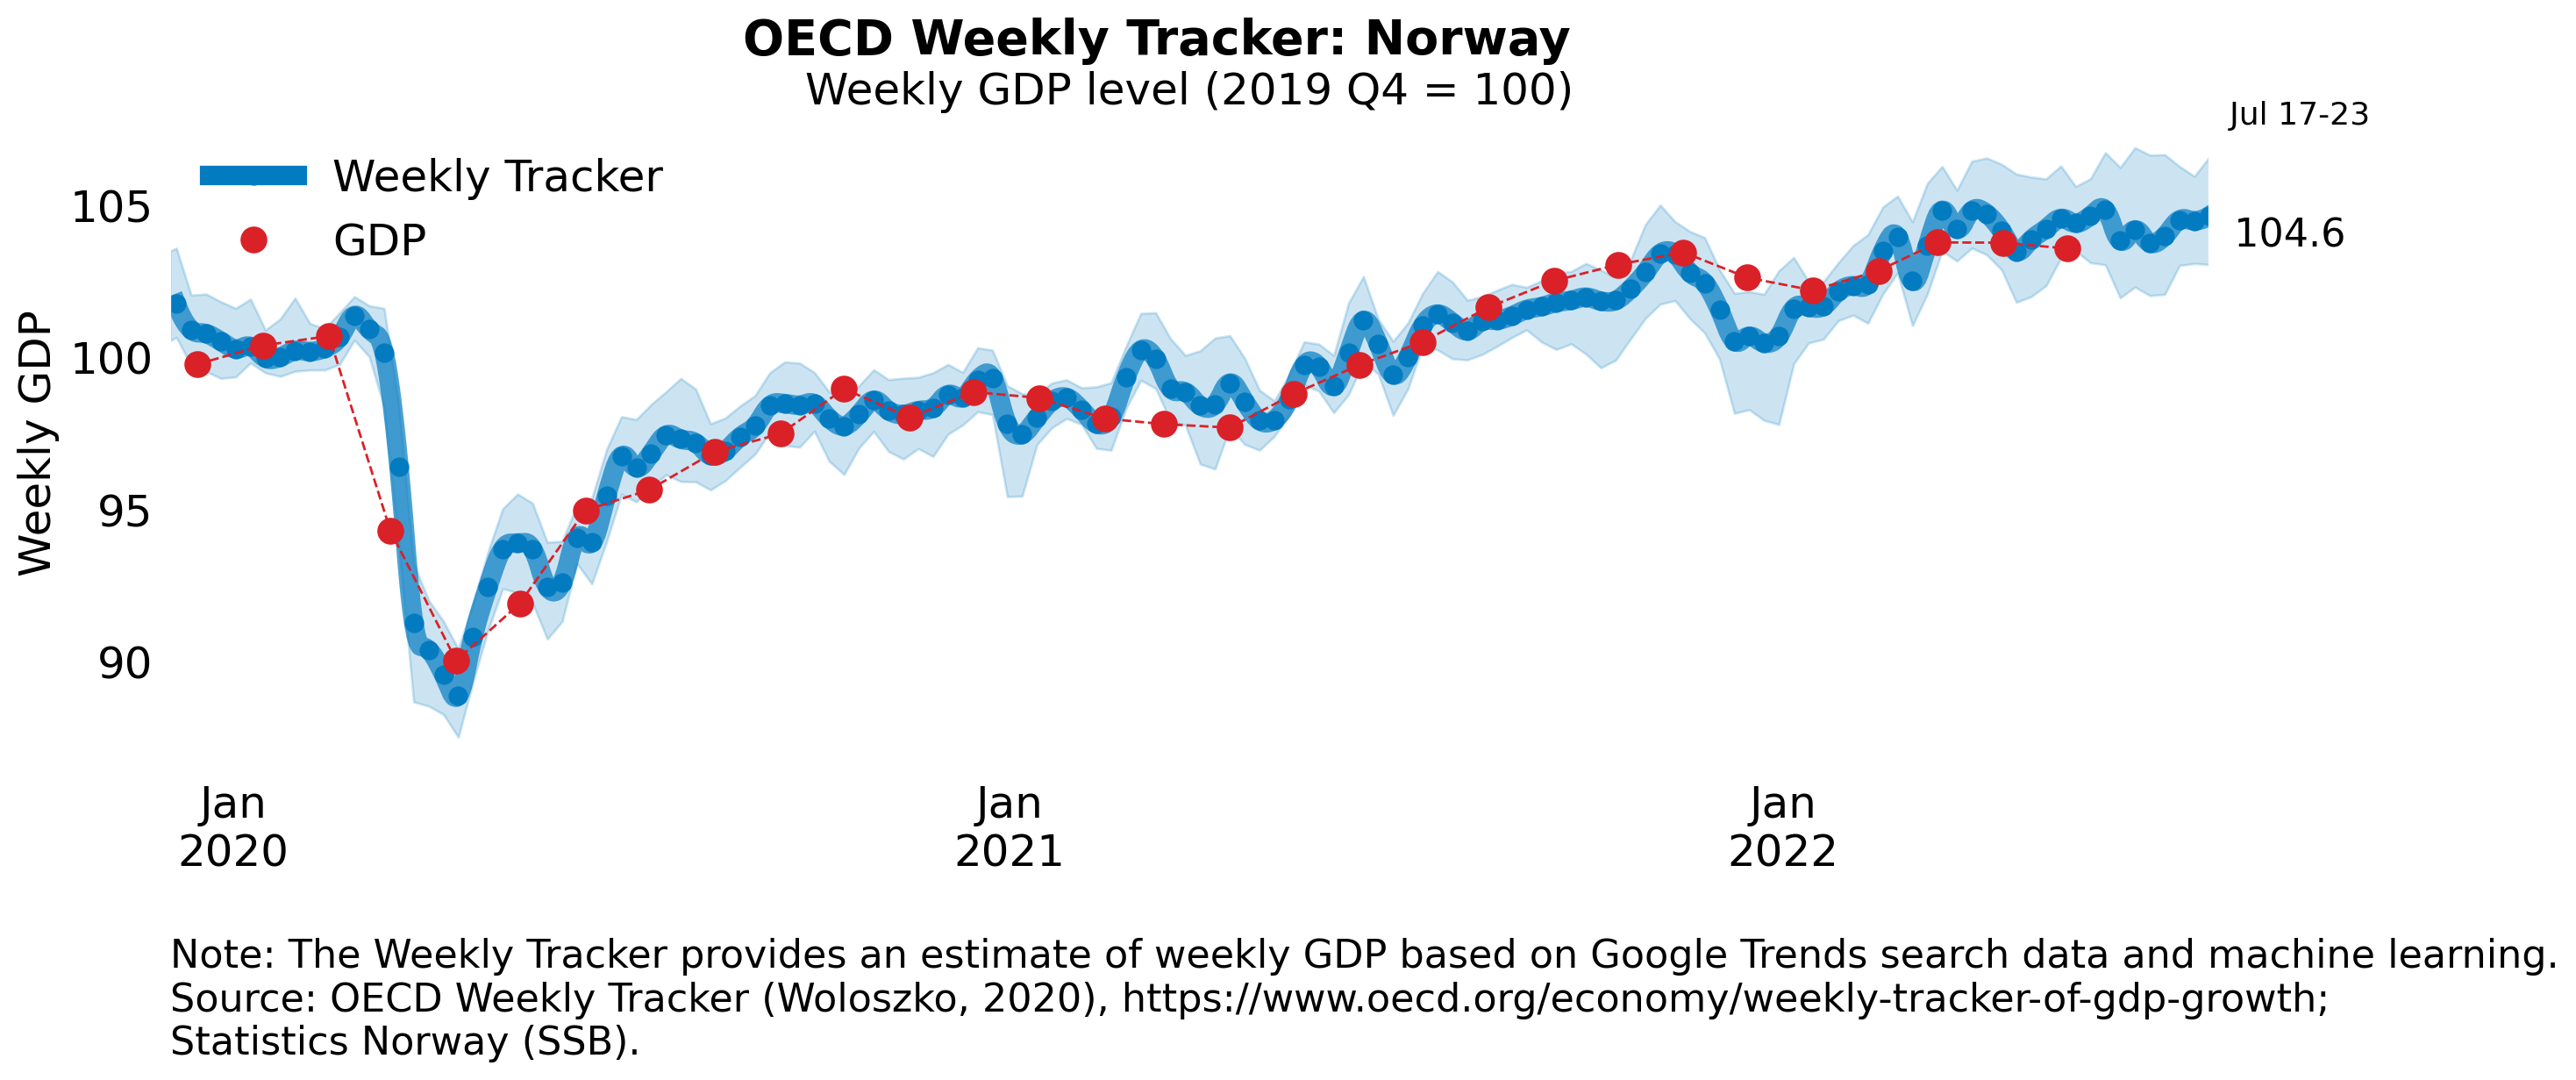 OECD Weekly Tracker: Norway
Weekly GDP level (2019 Q4 = 100)
Jul 17-23
Weekly Tracker
GDP
105
104.6
100
95
90
Weekly GDP
Jan
2020
Jan
2021
Jan
2022
Note: The Weekly Tracker provides an estimate of weekly GDP based on Google Trends search data and machine learning.
Source: OECD Weekly Tracker (Woloszko, 2020), https://www.oecd.org/economy/weekly-tracker-of-gdp-growth;
Statistics Norway (SSB).